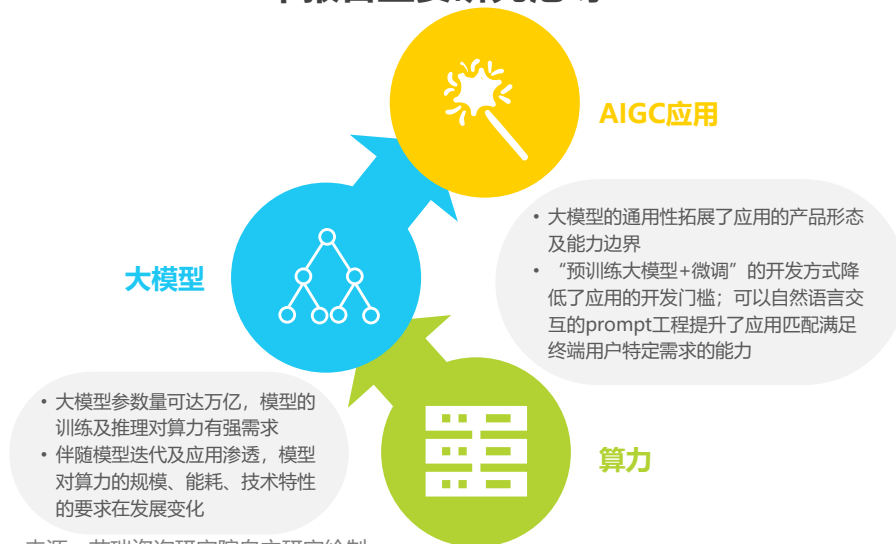 AIGC应用
• 大模型的通用性拓展了应用的产品形态
及能力边界
• “预训练大模型+微调”的开发方式降
低了应用的开发门槛；可以自然语言交
互的prompt工程提升了应用匹配满足
终端用户特定需求的能力
大模型
• 大模型参数量可达万亿，模型的
训练及推理对算力有强需求
• 伴随模型迭代及应用渗透，模型
对算力的规模、能耗、技术特性
的要求在发展变化
算力